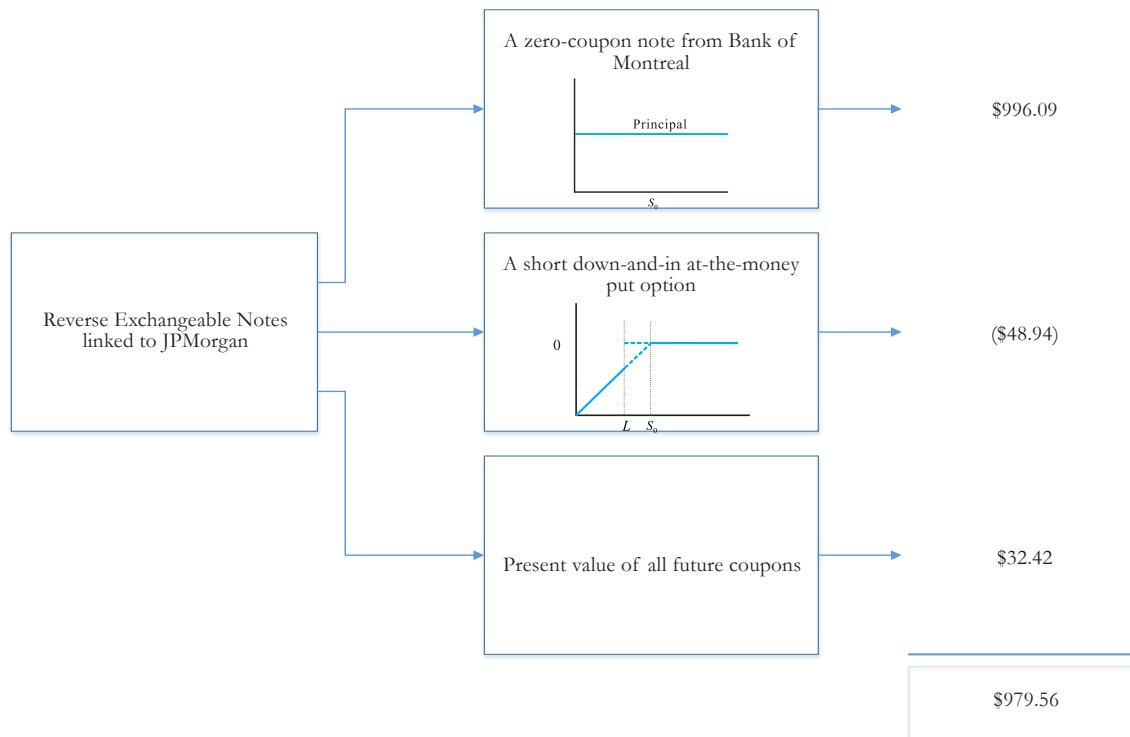 A zero-coupon note from Bank of
Montreal
Principal
S₀
$996.09
Reverse Exchangeable Notes
linked to JPMorgan
A short down-and-in at-the-money
put option
0
L S₀
($48.94)
Present value of all future coupons
$32.42
$979.56